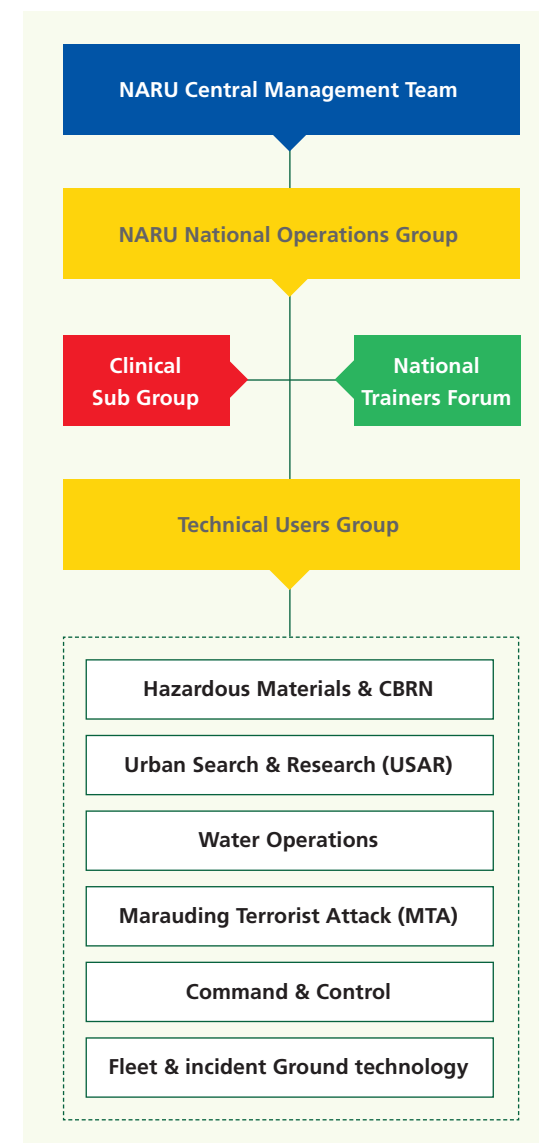 NARU Central Management Team
NARU National Operations Group
Clinical
Sub Group
National
Trainers Forum
Technical Users Group
Hazardous Materials & CBRN
Urban Search & Research (USAR)
Water Operations
Marauding Terrorist Attack (MTA)
Command & Control
Fleet & incident Ground technology